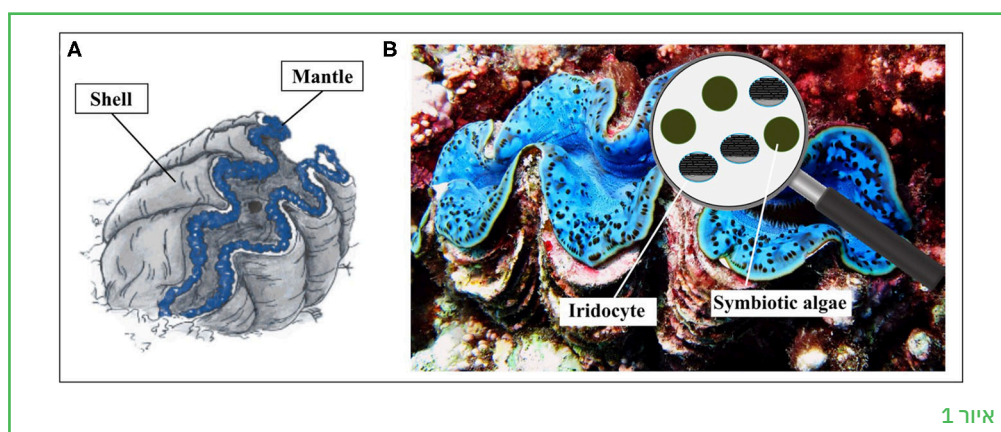 A
B
Mantle
Shell
Iridocyte
Symbiotic algae
איור 1